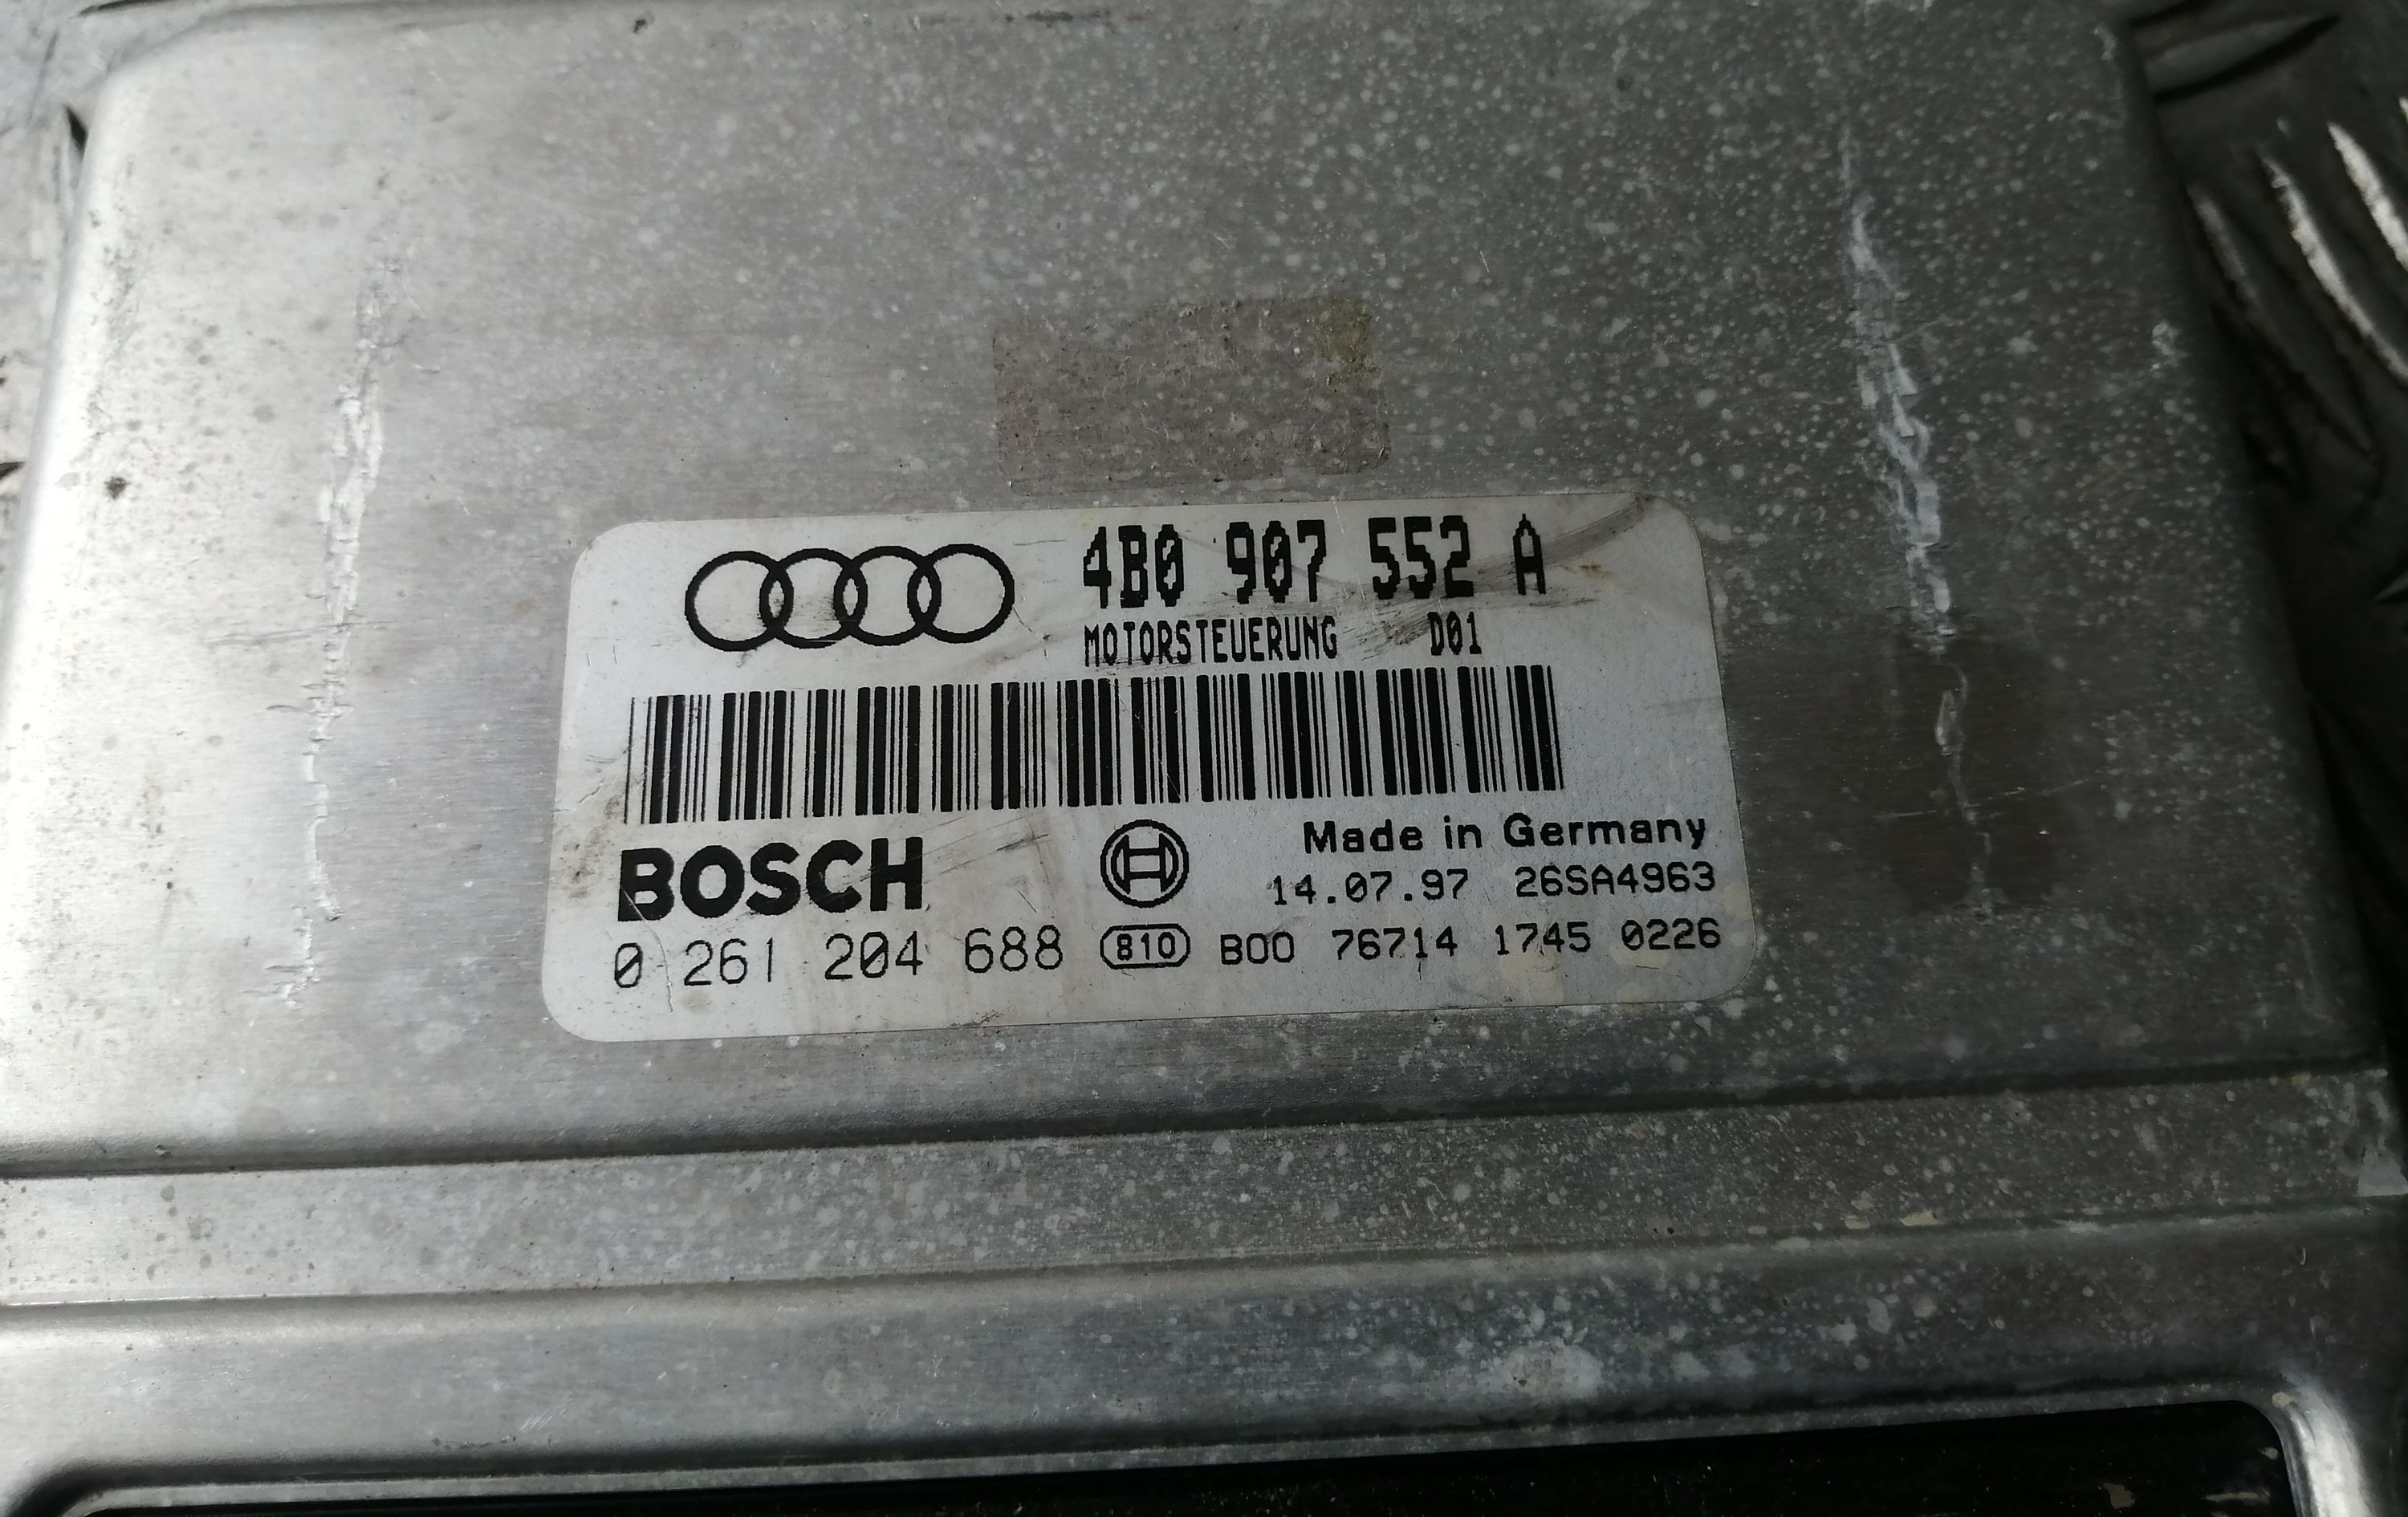 4B0 907 552 A
MOTORSTEUERUNG D01
BOSCH
Made in Germany
14.07.97 26SA4963
0 261 204 688 810 B00 76714 1745 0226